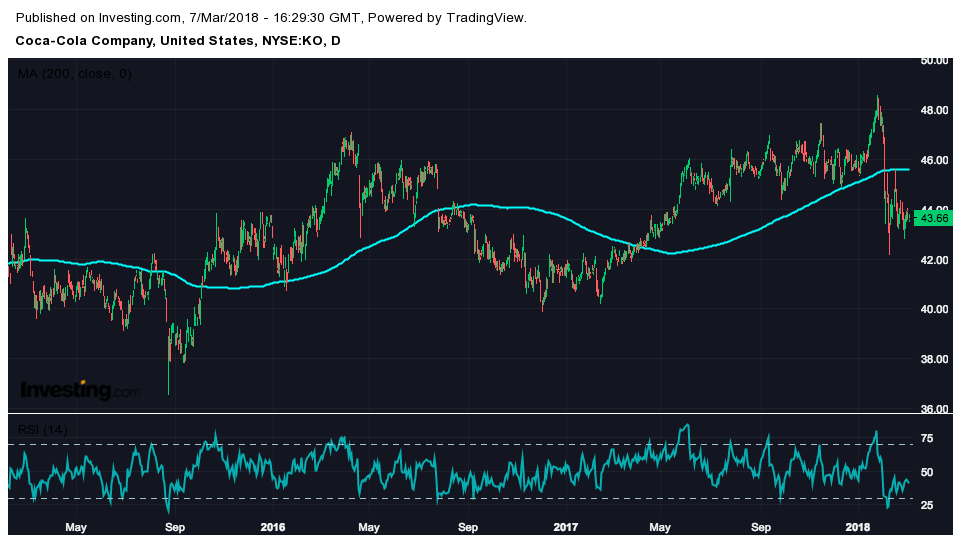 Published on Investing.com, 7/Mar/2018 - 16:29:30 GMT, Powered by TradingView.
Coca-Cola Company, United States, NYSE:KO, D
MA (200, close, 0)
50.00
48.00
46.00
44.00
43.66
42.00
40.00
38.00
Investing.com
36.00
RSI (14)
75
50
25
May Sep 2016 May Sep 2017 May Sep 2018